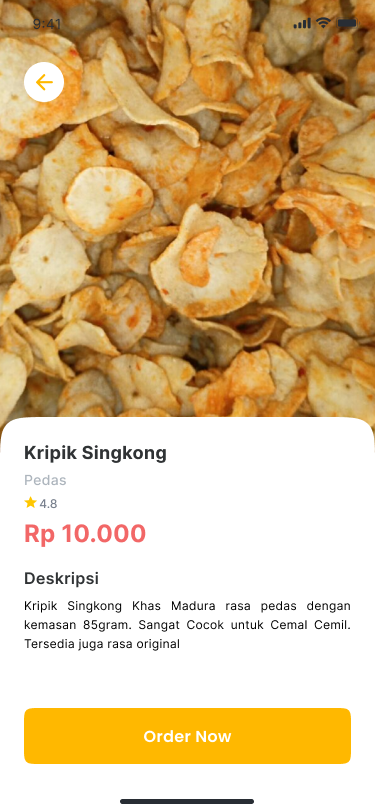 9:41
Kripik Singkong
Pedas
4.8
Rp 10.000
Deskripsi
Kripik Singkong Khas Madura rasa pedas dengan
kemasan 85gram. Sangat Cocok untuk Cemal Cemil.
Tersedia juga rasa original
Order Now